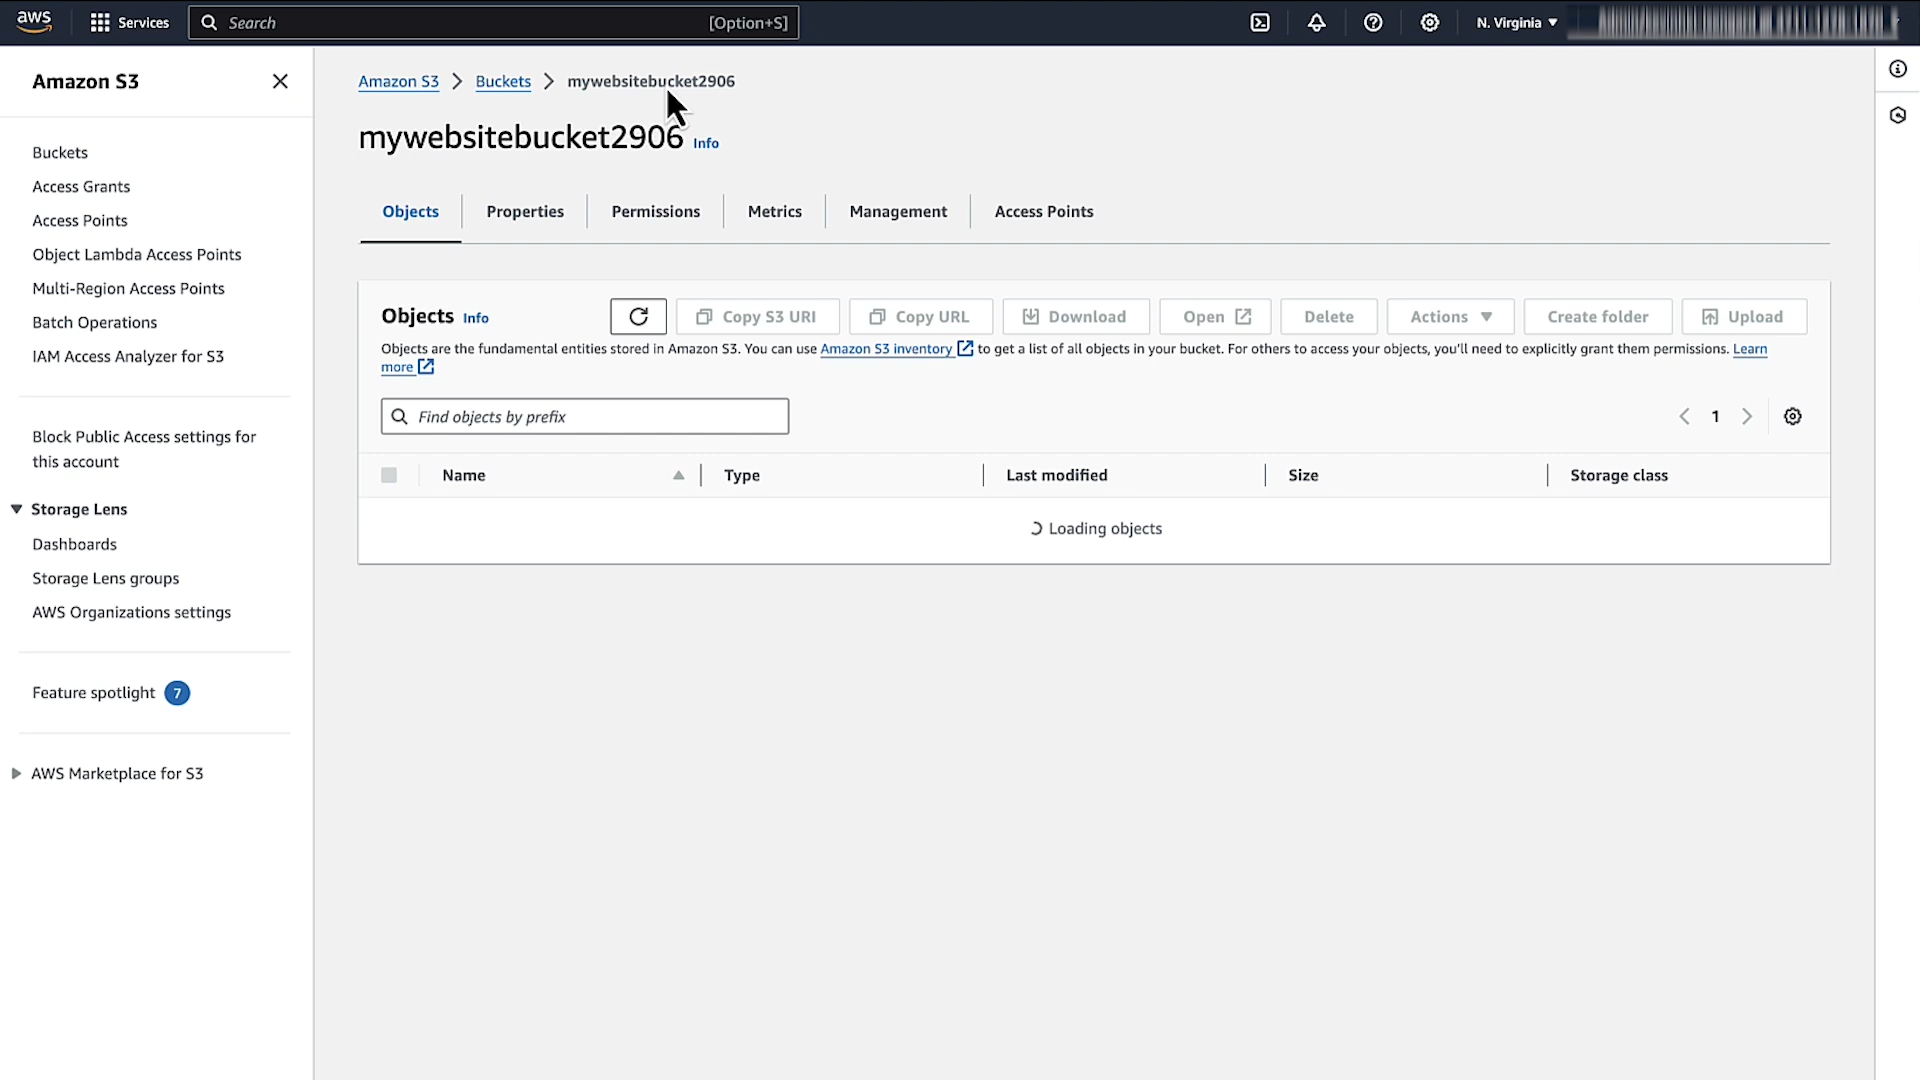 aws
Services
Search
[Option+S]
N. Virginia
Amazon S3
Buckets
Access Grants
Access Points
Object Lambda Access Points
Multi-Region Access Points
Batch Operations
IAM Access Analyzer for S3
Block Public Access settings for
this account
Storage Lens
Dashboards
Storage Lens groups
AWS Organizations settings
Feature spotlight 7
AWS Marketplace for S3
Amazon S3 > Buckets > mywebsitebucket2906
mywebsitebucket2906 Info
Objects
Properties
Permissions
Metrics
Management
Access Points
Objects Info
Copy S3 URI
Copy URL
Download
Open
Delete
Actions
Create folder
Upload
Objects are the fundamental entities stored in Amazon S3. You can use Amazon S3 inventory to get a list of all objects in your bucket. For others to access your objects, you'll need to explicitly grant them permissions. Learn
more
Find objects by prefix
1
Name
Type
Last modified
Size
Storage class
Loading objects